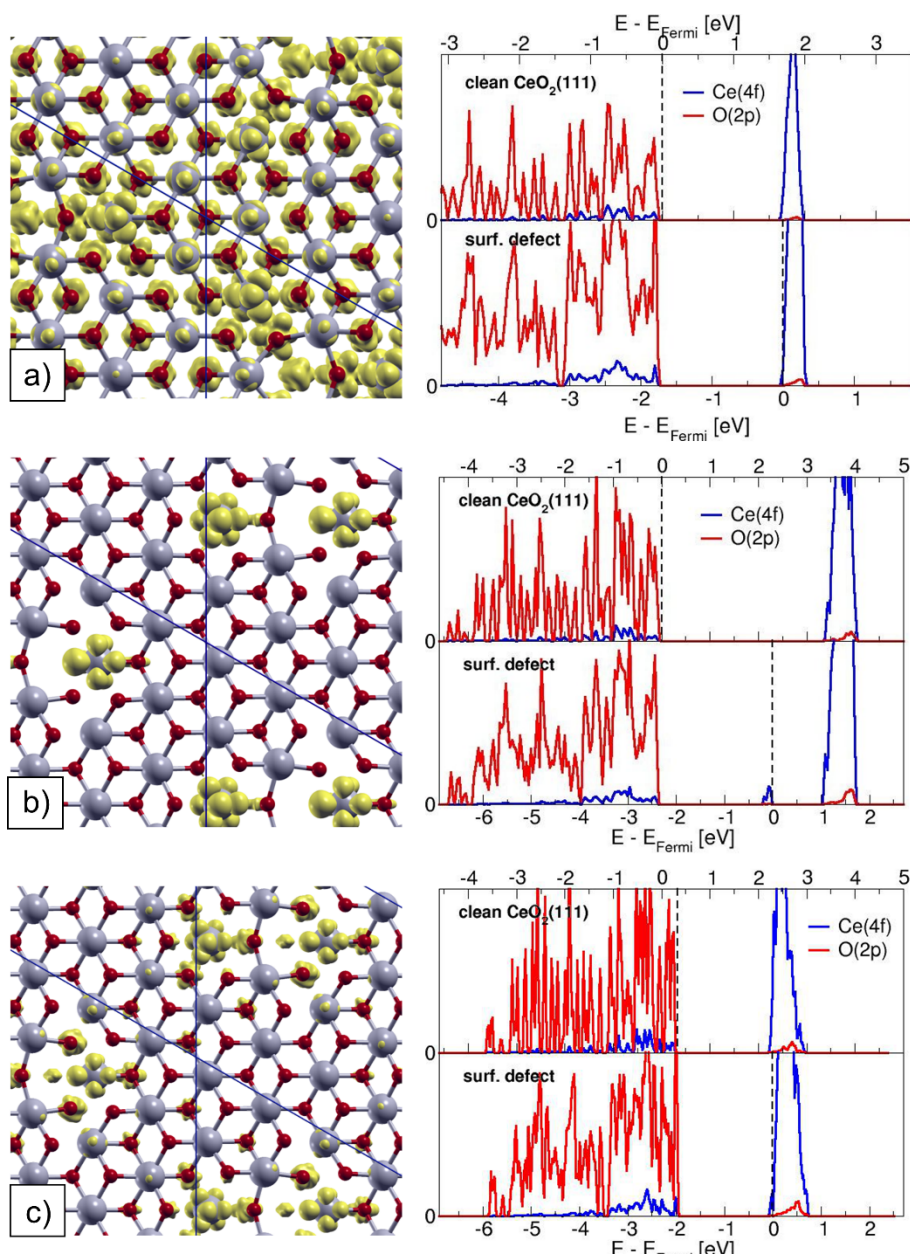 E - E_Fermi [eV]
-3 -2 -1 0 1 2 3
clean CeO2(111)
Ce(4f)
O(2p)
0
surf. defect
0
a)
-4 -3 -2 -1 0 1
E - E_Fermi [eV]
-4 -3 -2 -1 0 1 2 3 4 5
clean CeO2(111)
Ce(4f)
O(2p)
0
surf. defect
b)
0
-6 -5 -4 -3 -2 -1 0 1 2
E - E_Fermi [eV]
-4 -3 -2 -1 0 1 2 3 4 5
clean CeO2(111)
Ce(4f)
O(2p)
0
surf. defect
c)
0
-6 -5 -4 -3 -2 -1 0 1 2